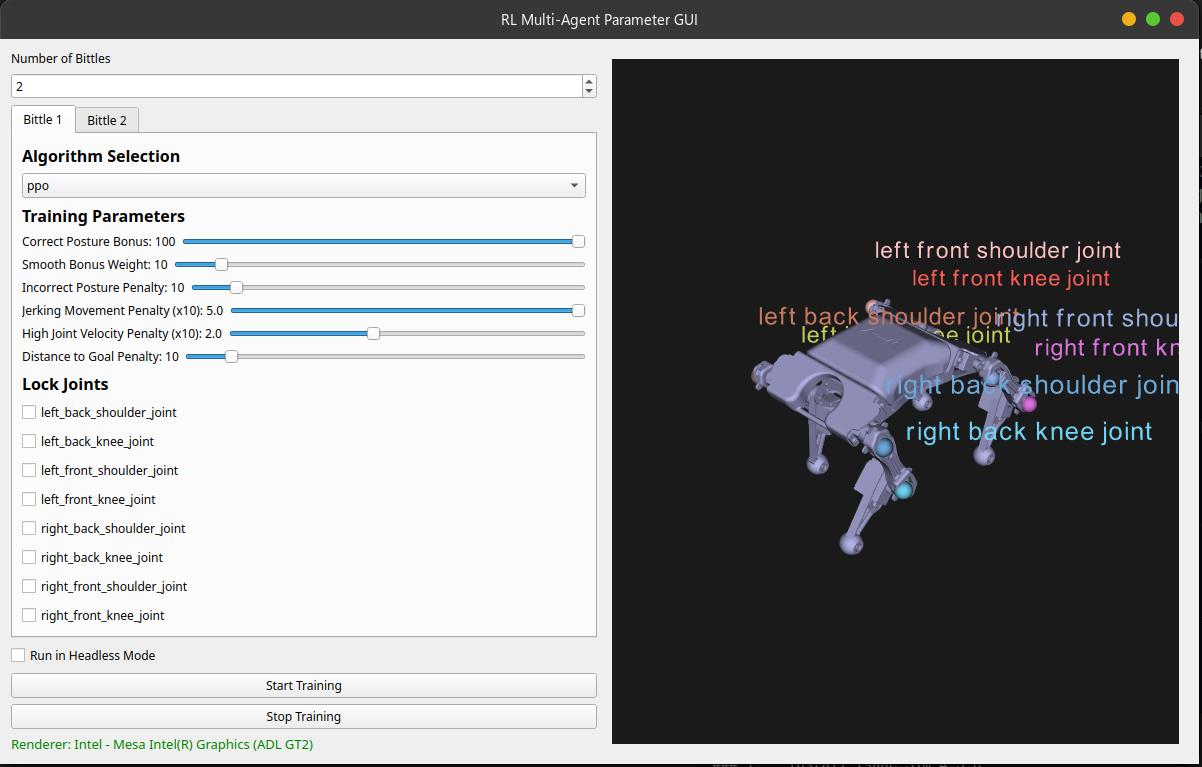 RL Multi-Agent Parameter GUI
Number of Bittles
2
Bittle 1
Bittle 2
Algorithm Selection
ppo
Training Parameters
Correct Posture Bonus: 100
Smooth Bonus Weight: 10
Incorrect Posture Penalty: 10
Jerking Movement Penalty (x10): 5.0
High Joint Velocity Penalty (x10): 2.0
Distance to Goal Penalty: 10
Lock Joints
left_back_shoulder_joint
left_back_knee_joint
left_front_shoulder_joint
left_front_knee_joint
right_back_shoulder_joint
right_back_knee_joint
right_front_shoulder_joint
right_front_knee_joint
Run in Headless Mode
Start Training
Stop Training
Renderer: Intel - Mesa Intel(R) Graphics (ADL GT2)
left front shoulder joint
left front knee joint
left back shoulder joint
right front shou
left joint
right front kn
right back shoulder join
right back knee joint